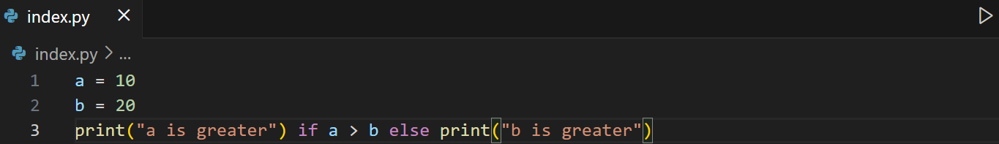 index.py
index.py > ...
1 a = 10
2 b = 20
3 print("a is greater") if a > b else print("b is greater")